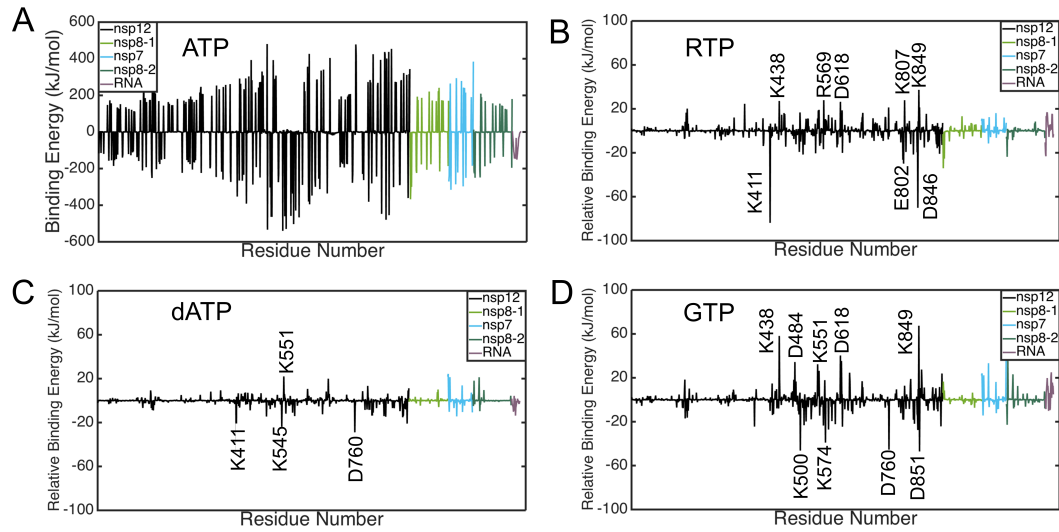 A
ATP
Binding Energy (kJ/mol)
600
400
200
0
-200
-400
-600
nsp12
nsp8-1
nsp7
nsp8-2
RNA
Residue Number
B
RTP
Relative Binding Energy (kJ/mol)
100
60
20
-20
-60
-100
K438
R569
D618
K807
K849
K411
E802
D846
nsp12
nsp8-1
nsp7
nsp8-2
RNA
Residue Number
C
dATP
Relative Binding Energy (kJ/mol)
100
60
20
-20
-60
-100
K551
K411
K545
D760
nsp12
nsp8-1
nsp7
nsp8-2
RNA
Residue Number
D
GTP
Relative Binding Energy (kJ/mol)
100
60
20
-20
-60
-100
K438
D484
K551
D618
K849
K500
K574
D760
D851
nsp12
nsp8-1
nsp7
nsp8-2
RNA
Residue Number